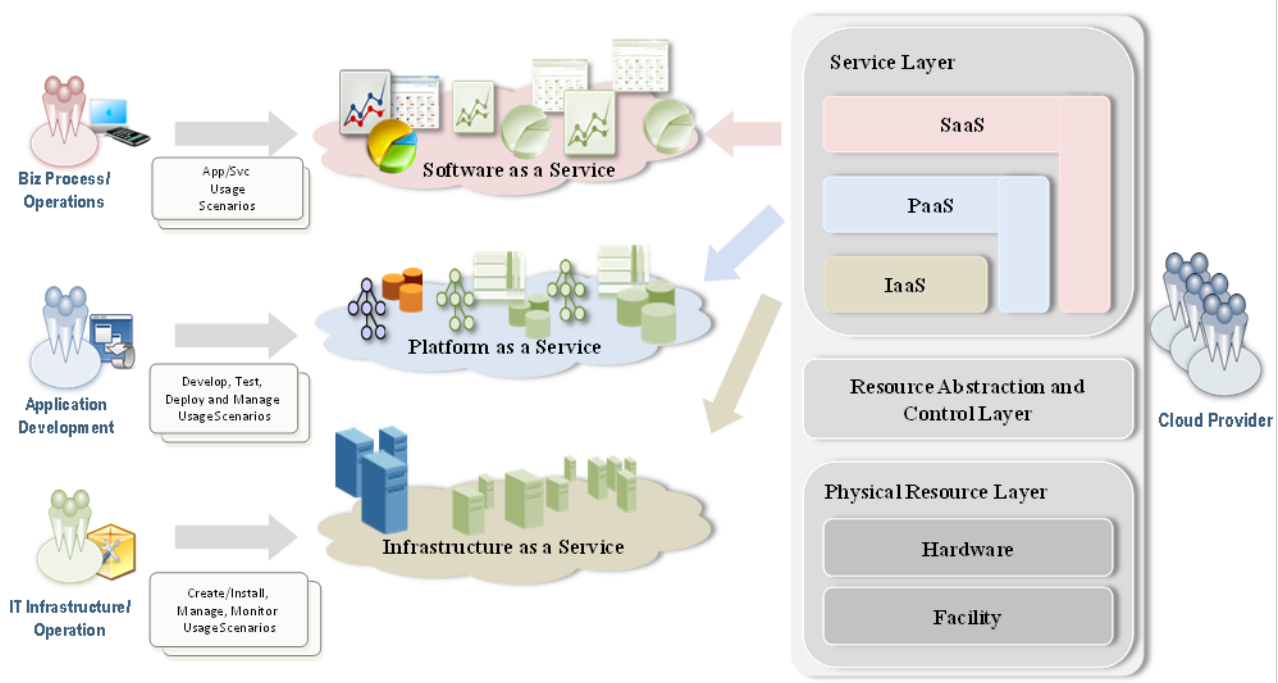 Biz Process/
Operations
App/Svc
Usage
Scenarios
Software as a Service
Application
Development
Develop, Test,
Deploy and Manage
UsageScenarios
Platform as a Service
IT Infrastructure/
Operation
Create/Install,
Manage, Monitor
UsageScenarios
Infrastructure as a Service
Service Layer
SaaS
PaaS
IaaS
Resource Abstraction and
Control Layer
Physical Resource Layer
Hardware
Facility
Cloud Provider